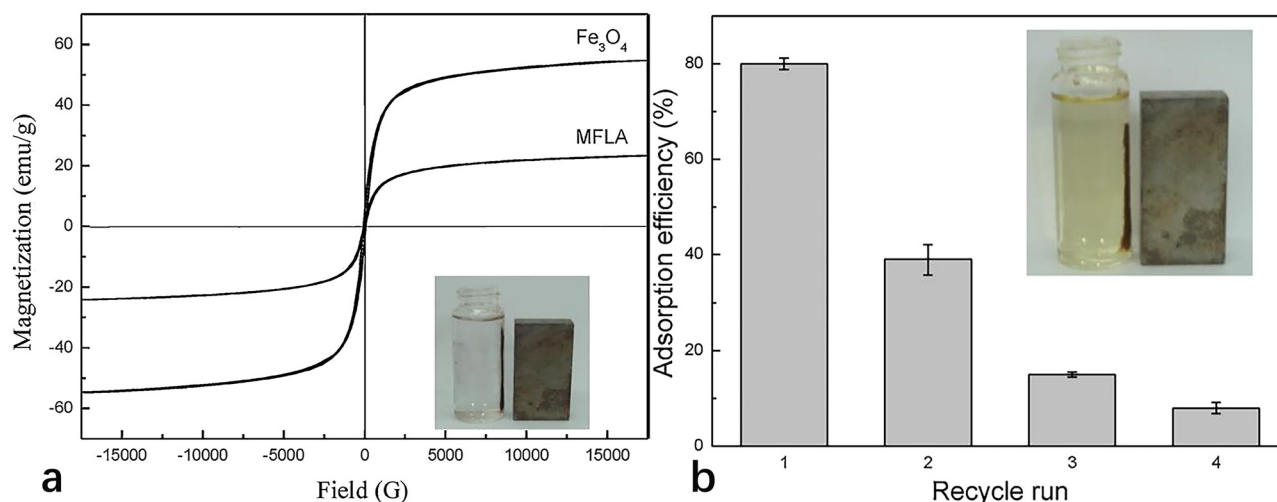 Magnetization (emu/g)
60
40
20
0
-20
-40
-60
Fe₃O₄
MFLA
-15000 -10000 -5000 0 5000 10000 15000
Field (G)
a
Adsorption efficiency (%)
80
60
40
20
0
1 2 3 4
Recycle run
b